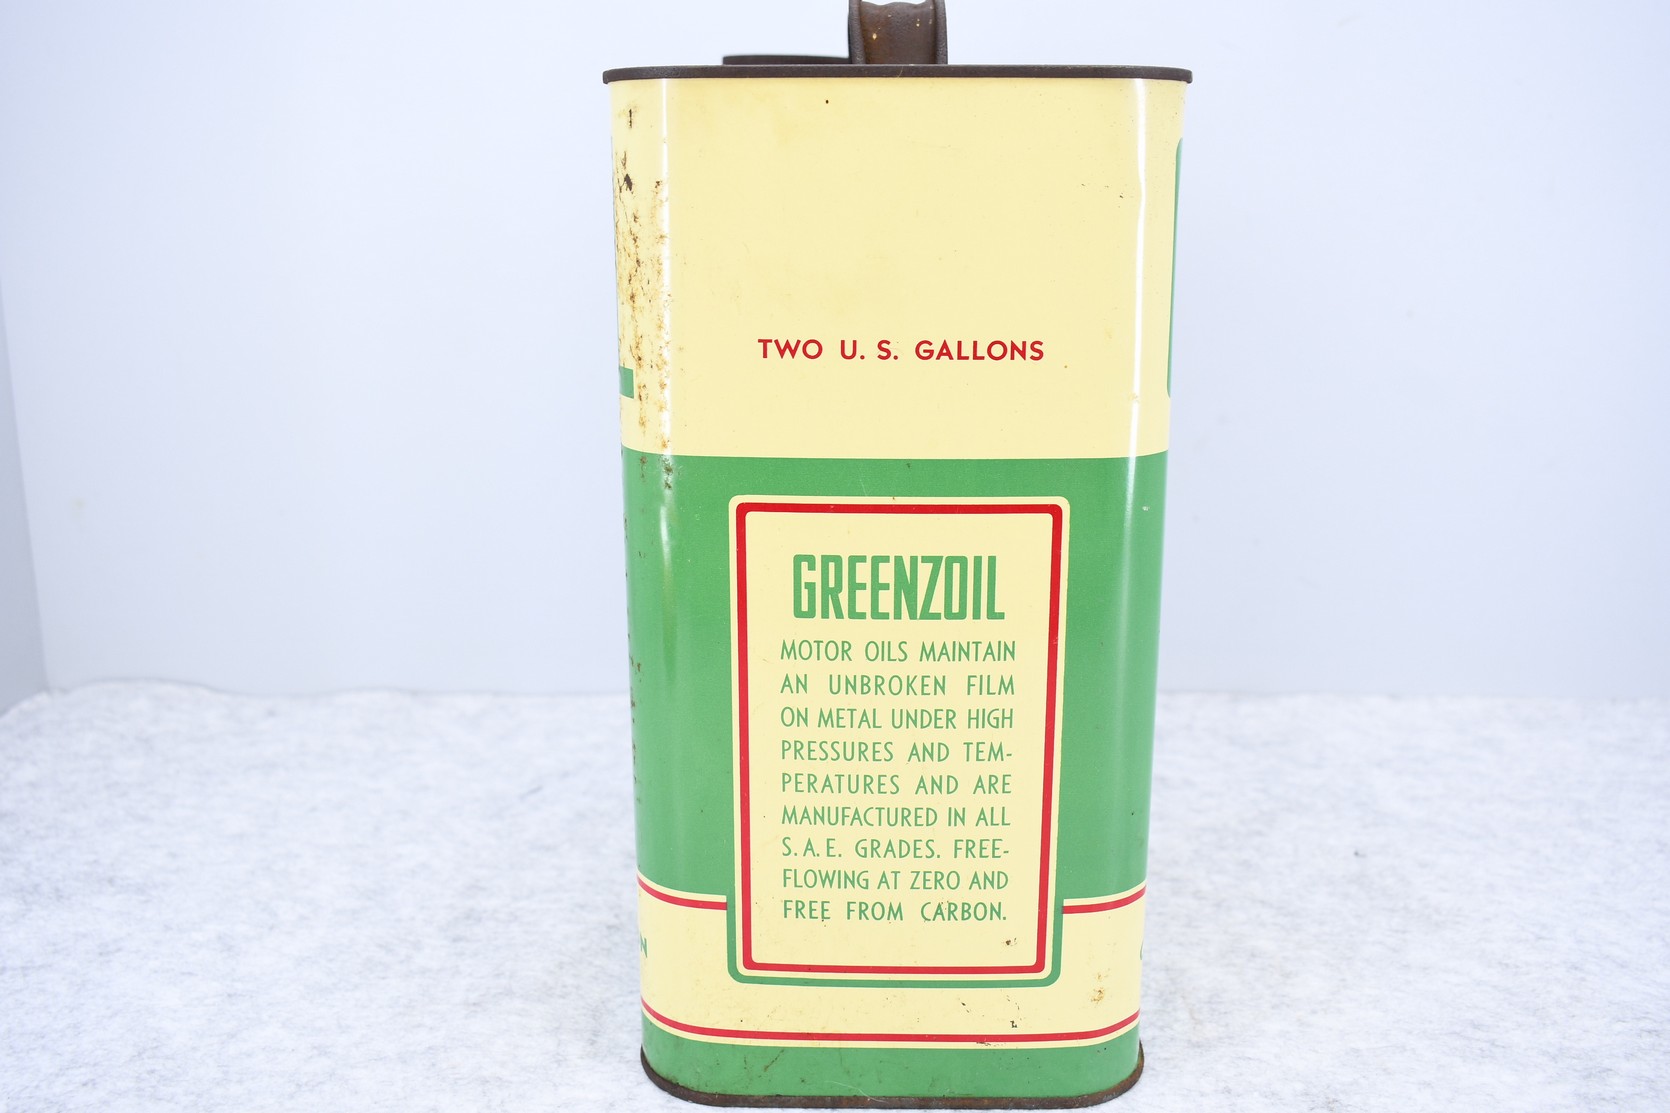 TWO U. S. GALLONS
GREENZOIL
MOTOR OILS MAINTAIN
AN UNBROKEN FILM
ON METAL UNDER HIGH
PRESSURES AND TEM-
PERATURES AND ARE
MANUFACTURED IN ALL
S. A. E. GRADES. FREE-
FLOWING AT ZERO AND
FREE FROM CARBON.